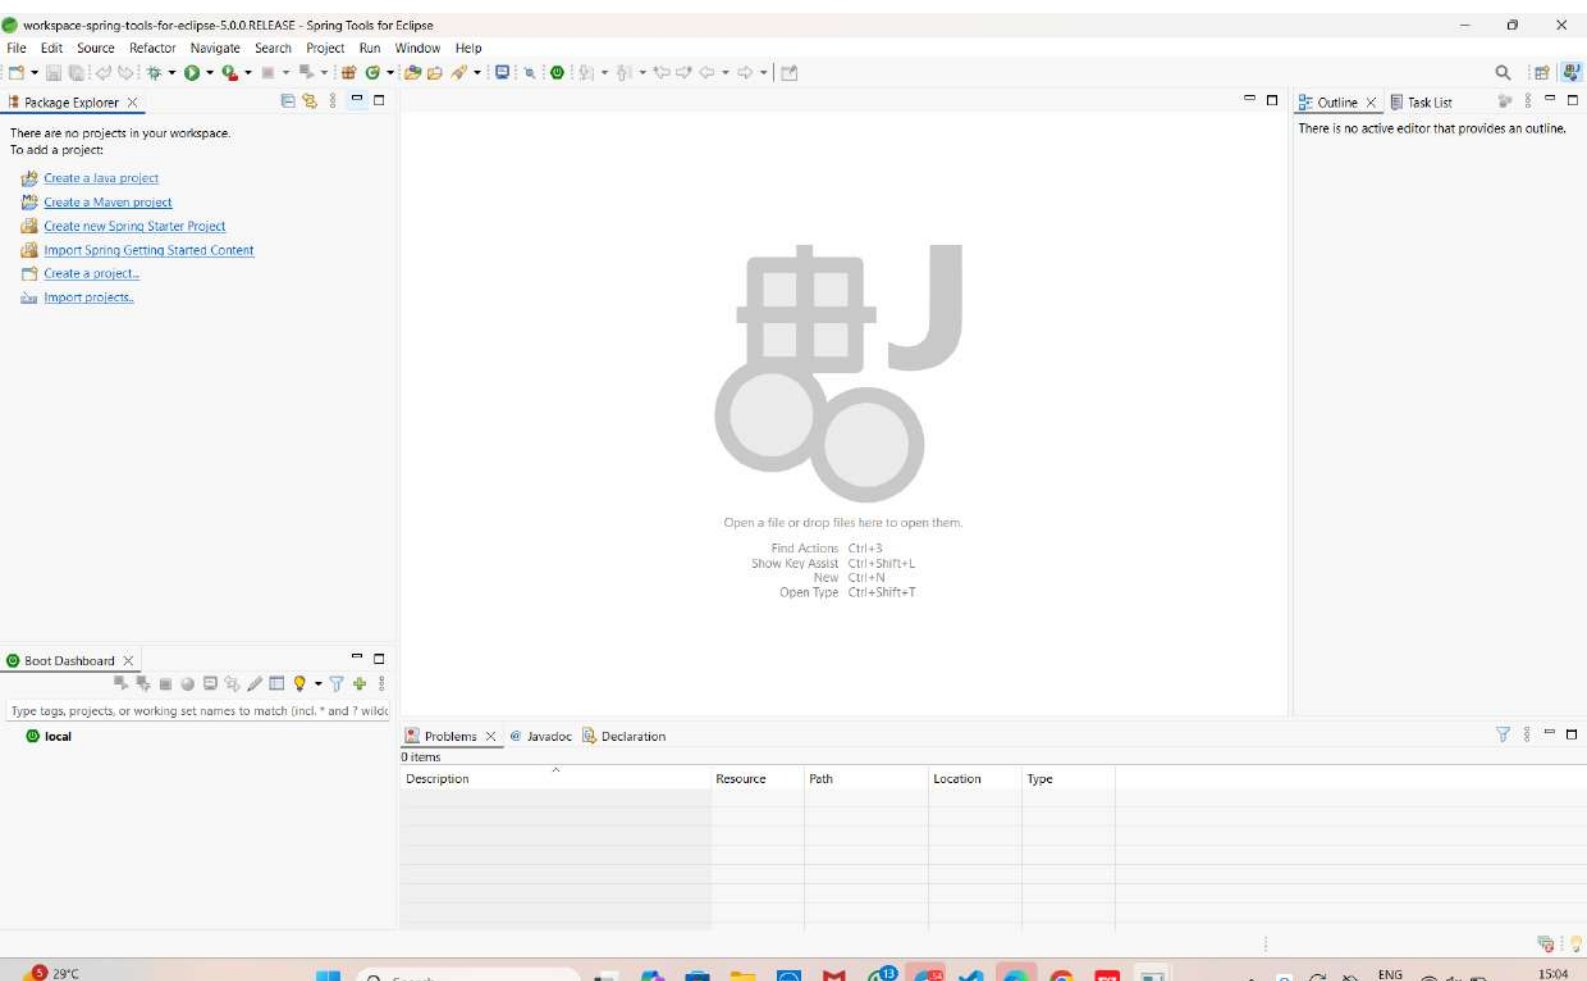 workspace-spring-tools-for-eclipse-5.0.0.RELEASE - Spring Tools for Eclipse
File Edit Source Refactor Navigate Search Project Run Window Help
Package Explorer
Outline Task List
There are no projects in your workspace.
To add a project:
There is no active editor that provides an outline.
Create a Java project
Create a Maven project
Create new Spring Starter Project
Import Spring Getting Started Content
Create a project...
Import projects...
J
Open a file or drop files here to open them.
Find Actions Ctrl+3
Show Key Assist Ctrl+Shift+L
New Ctrl+N
Open Type Ctrl+Shift+T
Boot Dashboard
Type tags, projects, or working set names to match (incl. * and ? wildc
local
Problems @ Javadoc Declaration
0 items
Description Resource Path Location Type
5 29°C
13
ENG
15:04